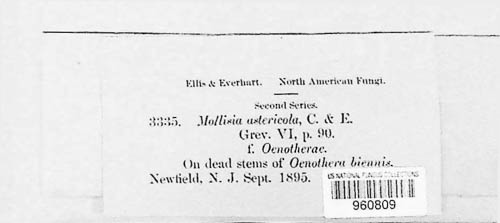 Ellis & Everhart. North American Fungi.
Second Series.
3335. Mollisia astericola, C. & E.
Grev. VI, p. 90.
f. Oenotherae.
On dead stems of Oenothera biennis.
Newfield, N. J. Sept. 1895.
US NATIONAL FUNGUS COLLECTIONS
960809